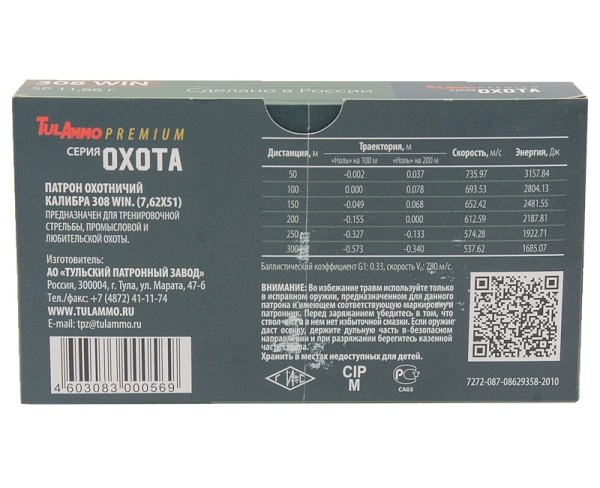 308 WIN
SP 11,66 г
Сделано в России
TULAMMO PREMIUM
серия ОХОТА
TULAMMO PREMIUM
СЕРИЯ ОХОТА
ПАТРОН ОХОТНИЧИЙ
КАЛИБРА 308 WIN. (7,62X51)
ПРЕДНАЗНАЧЕН ДЛЯ ТРЕНИРОВОЧНОЙ
СТРЕЛЬБЫ, ПРОМЫСЛОВОЙ И
ЛЮБИТЕЛЬСКОЙ ОХОТЫ.
Изготовитель:
АО «ТУЛЬСКИЙ ПАТРОННЫЙ ЗАВОД»
Россия, 300004, г. Тула, ул. Марата, 47-б
Тел./факс: +7 (4872) 41-11-74
WWW.TULAMMO.RU
E-mail: tpz@tulammo.ru
4 603083 000569
Дистанция, м Траектория, м Скорость, м/с Энергия, Дж
«Ноль» на 100 м «Ноль» на 200 м
50 -0.002 0.037 735.97 3157.84
100 0.000 0.078 693.53 2804.13
150 -0.049 0.068 652.42 2481.55
200 -0.155 0.000 612.59 2187.81
250 -0.327 -0.133 574.28 1922.71
300 -0.573 -0.340 537.62 1685.07
Баллистический коэффициент G1: 0.33, скорость V₀: 780 м/с.
ВНИМАНИЕ: Во избежание травм используйте только
в исправном оружии, предназначенном для данного
патрона и имеющем соответствующую маркировку и
патронник. Перед заряжанием убедитесь в том, что
ствол чист и в нем нет избыточной смазки. Если оружие
даст осечку, держите дульную часть в безопасном
направлении и при разряжании берегитесь казенной
части ствола.
Хранить в местах недоступных для детей.
CIP
M
СА03
7272-087-08629358-2010